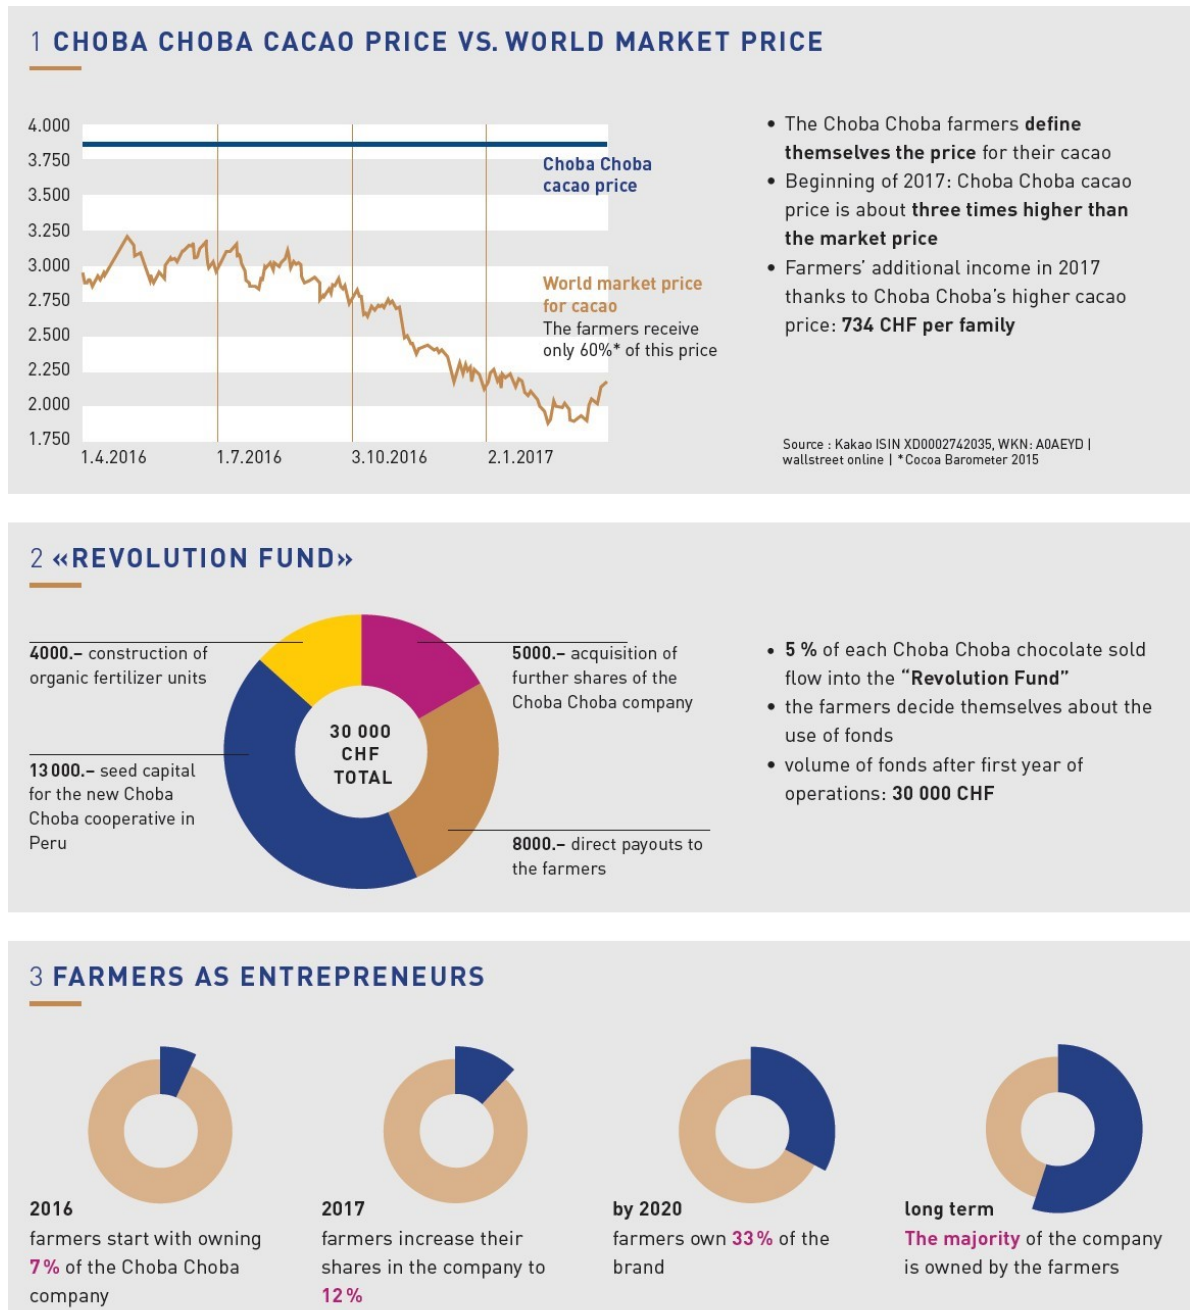 1 CHOBA CHOBA CACAO PRICE VS. WORLD MARKET PRICE
4.000
3.750
3.500
3.250
3.000
2.750
2.500
2.250
2.000
1.750
1.4.2016
1.7.2016
3.10.2016
2.1.2017
Choba Choba
cacao price
World market price
for cacao
The farmers receive
only 60%* of this price
• The Choba Choba farmers define
themselves the price for their cacao
• Beginning of 2017: Choba Choba cacao
price is about three times higher than
the market price
• Farmers' additional income in 2017
thanks to Choba Choba's higher cacao
price: 734 CHF per family
Source : Kakao ISIN XD0002742035, WKN: A0AEYD |
wallstreet online | *Cocoa Barometer 2015
2 «REVOLUTION FUND»
4000.– construction of
organic fertilizer units
13 000.– seed capital
for the new Choba
Choba cooperative in
Peru
30 000
CHF
TOTAL
5000.– acquisition of
further shares of the
Choba Choba company
8000.– direct payouts to
the farmers
• 5 % of each Choba Choba chocolate sold
flow into the “Revolution Fund”
• the farmers decide themselves about the
use of fonds
• volume of fonds after first year of
operations: 30 000 CHF
3 FARMERS AS ENTREPRENEURS
2016
farmers start with owning
7 % of the Choba Choba
company
2017
farmers increase their
shares in the company to
12 %
by 2020
farmers own 33 % of the
brand
long term
The majority of the company
is owned by the farmers